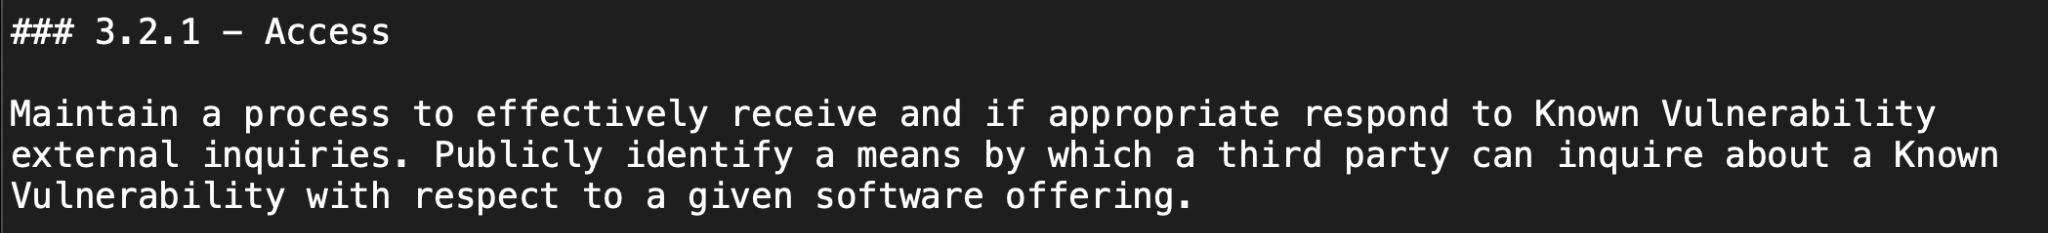 ### 3.2.1 – Access
Maintain a process to effectively receive and if appropriate respond to Known Vulnerability
external inquiries. Publicly identify a means by which a third party can inquire about a Known
Vulnerability with respect to a given software offering.